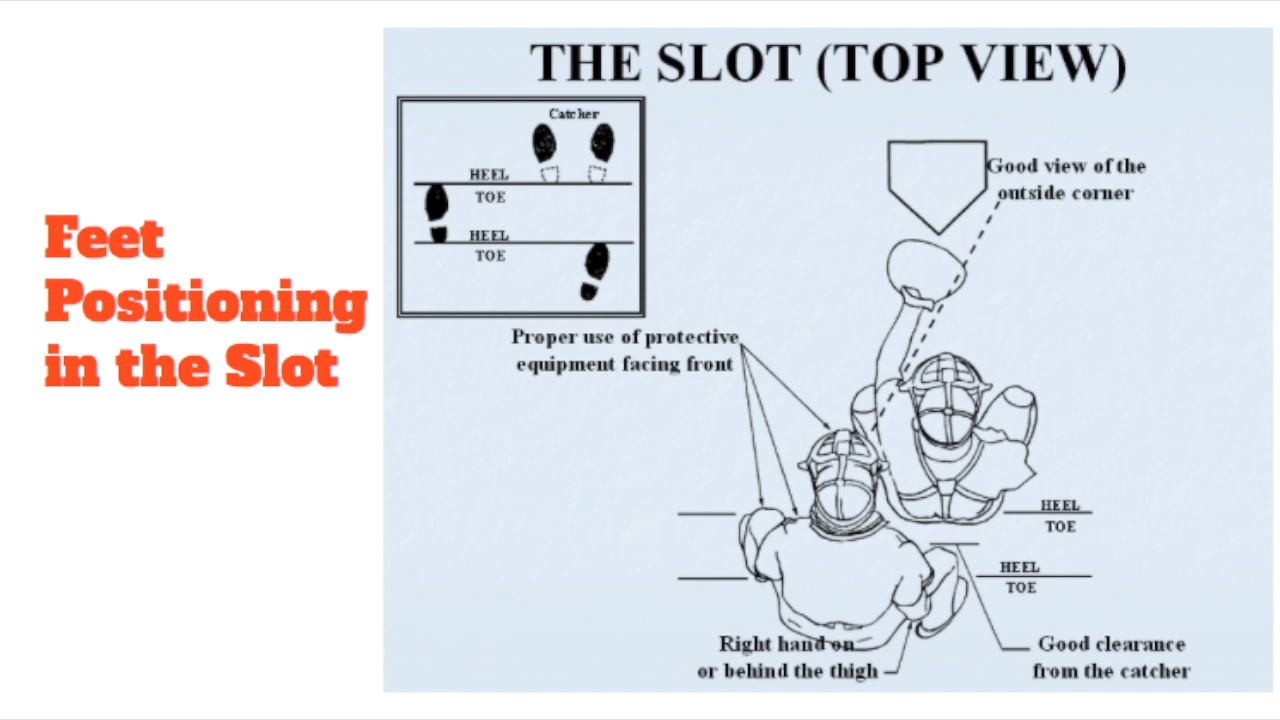 Feet
Positioning
in the Slot
THE SLOT (TOP VIEW)
Catcher
HEEL
TOE
HEEL
TOE
Good view of the
outside corner
Proper use of protective
equipment facing front
HEEL
TOE
HEEL
TOE
Right hand on
or behind the thigh
Good clearance
from the catcher